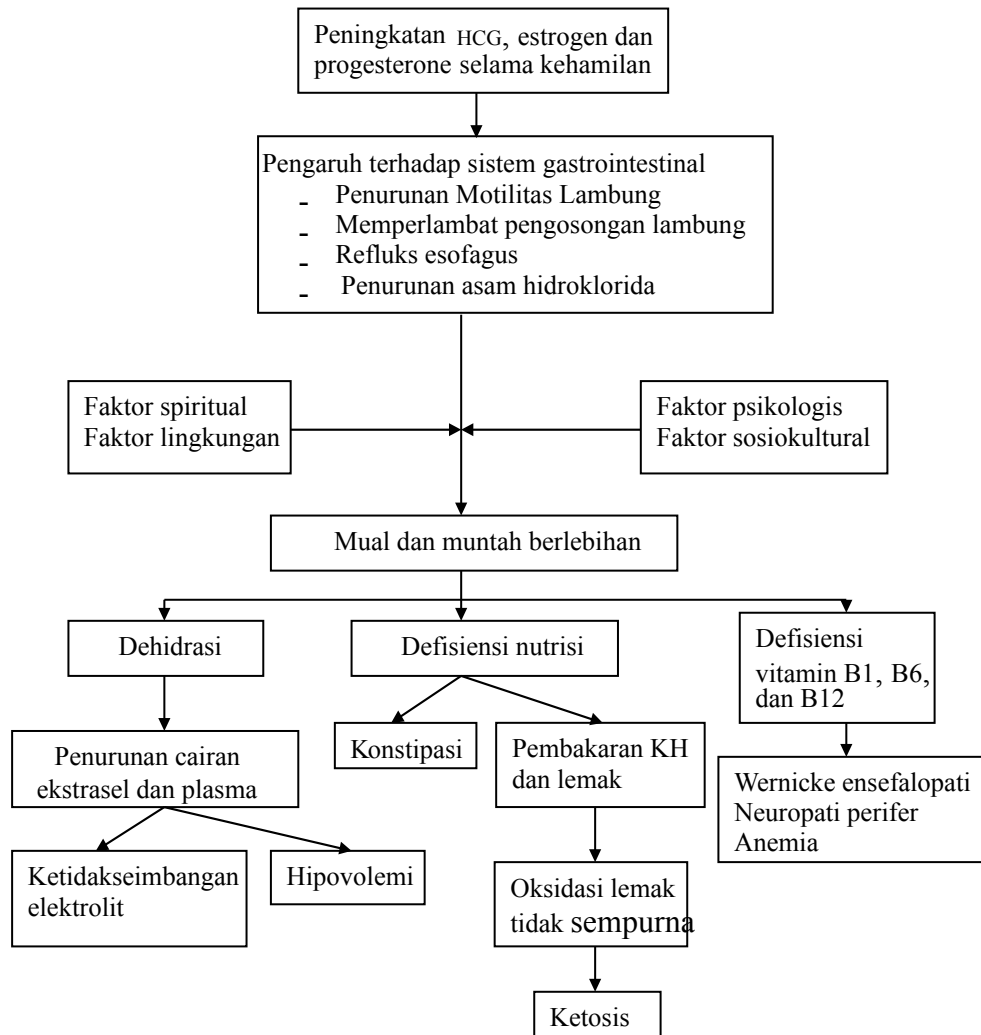 Peningkatan HCG, estrogen dan
progesterone selama kehamilan
Pengaruh terhadap sistem gastrointestinal
- Penurunan Motilitas Lambung
- Memperlambat pengosongan lambung
- Refluks esofagus
- Penurunan asam hidroklorida
Faktor spiritual
Faktor lingkungan
Faktor psikologis
Faktor sosiokultural
Mual dan muntah berlebihan
Dehidrasi
Defisiensi nutrisi
Defisiensi
vitamin B1, B6,
dan B12
Penurunan cairan
ekstrasel dan plasma
Konstipasi
Pembakaran KH
dan lemak
Wernicke ensefalopati
Neuropati perifer
Anemia
Ketidakseimbangan
elektrolit
Hipovolemi
Oksidasi lemak
tidak sempurna
Ketosis